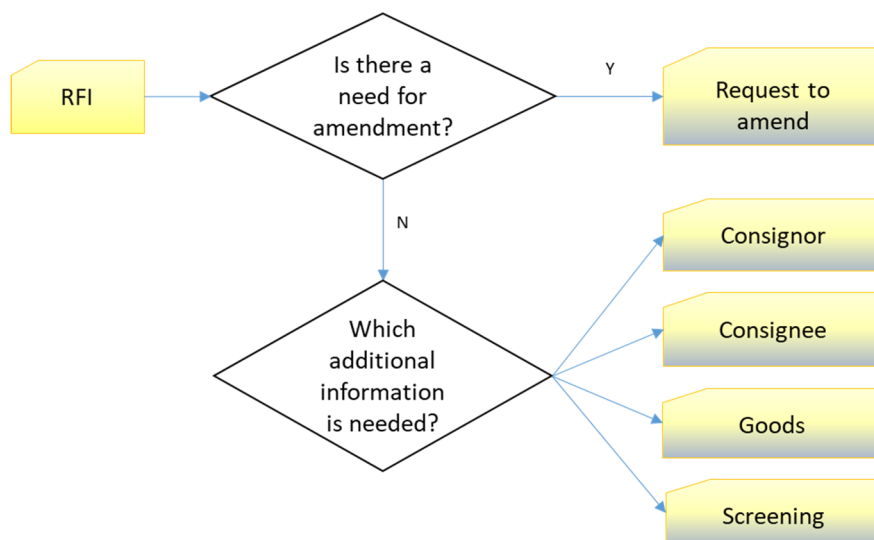 RFI
Is there a
need for
amendment?
Y
Request to
amend
N
Consignor
Which
additional
information
is needed?
Consignee
Goods
Screening